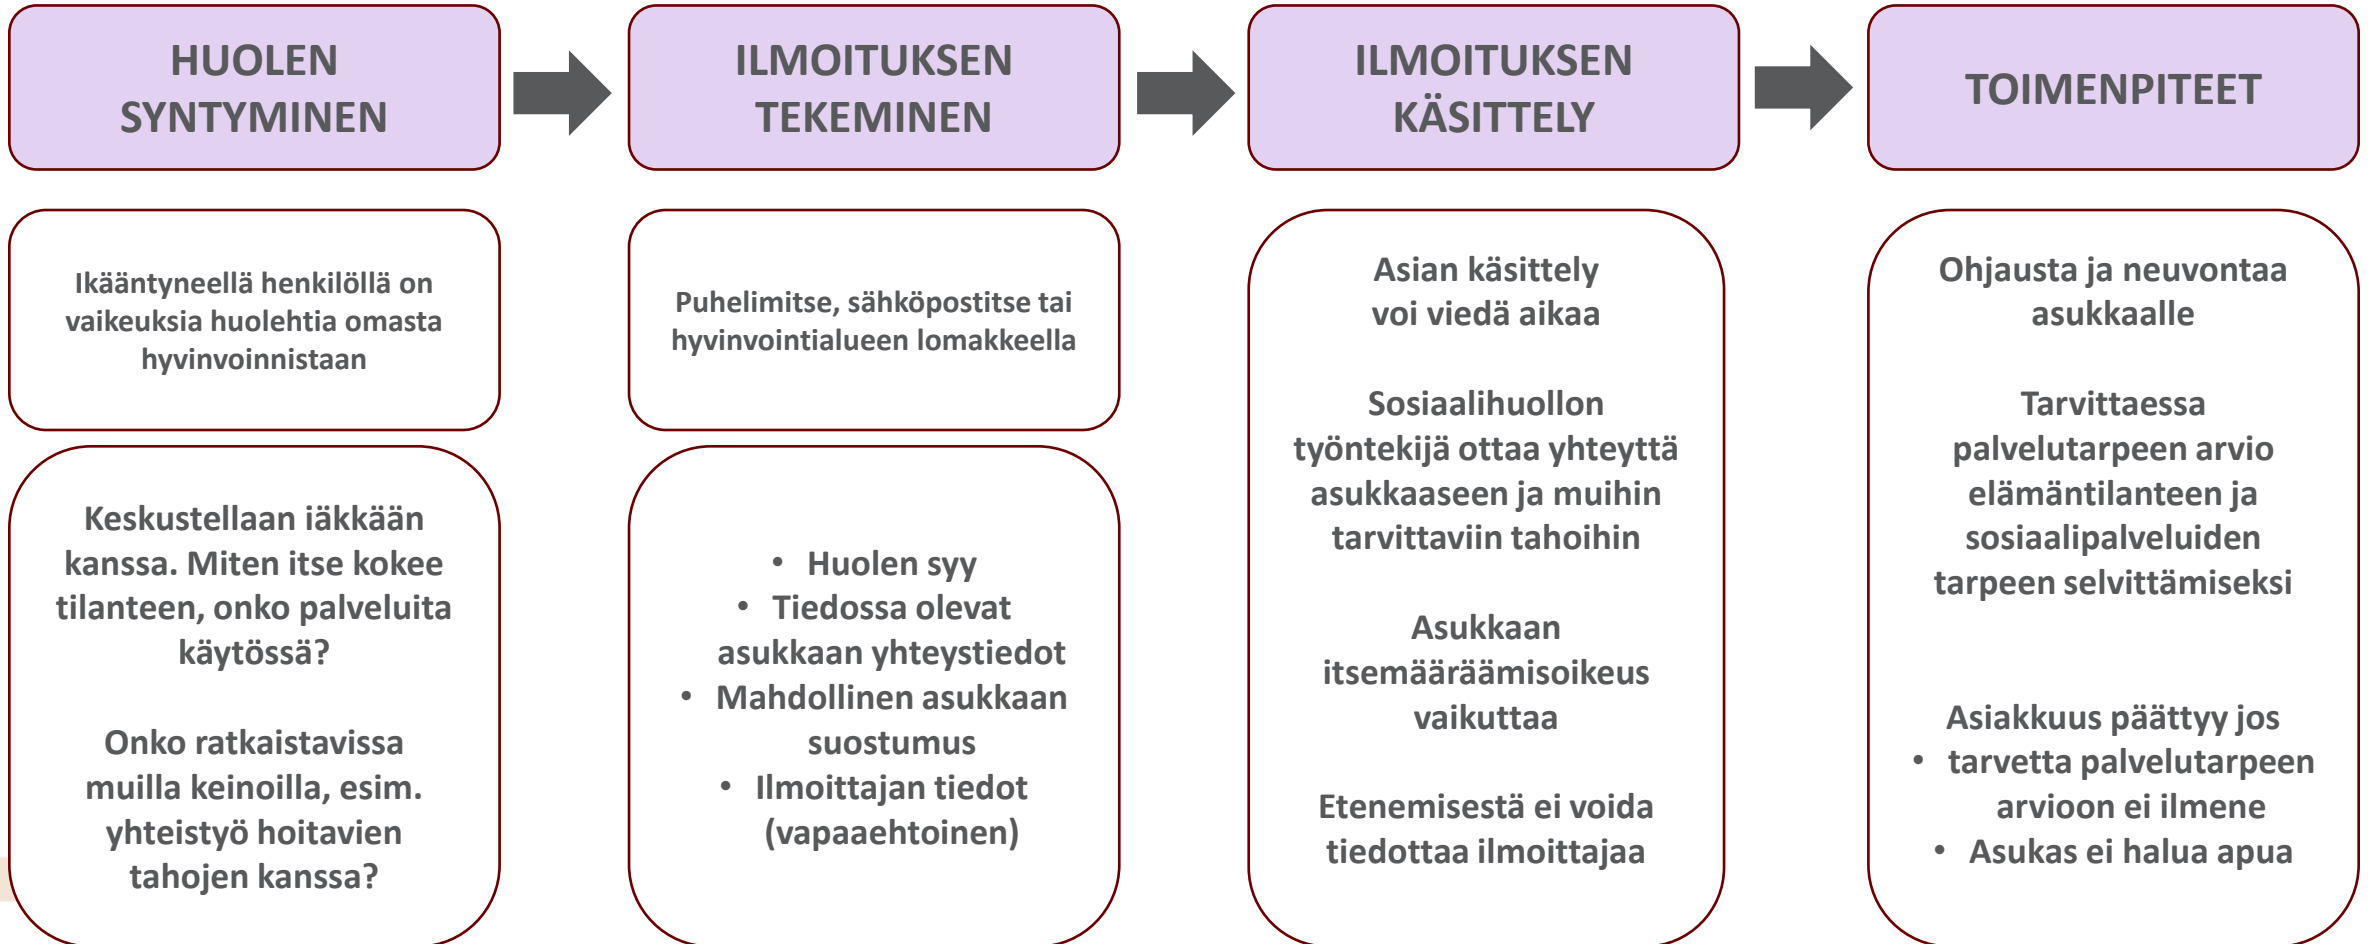 HUOLEN
SYNTYMINEN
Ikääntyneellä henkilöllä on
vaikeuksia huolehtia omasta
hyvinvoinnistaan
Keskustellaan iäkkään
kanssa. Miten itse kokee
tilanteen, onko palveluita
käytössä?
Onko ratkaistavissa
muilla keinoilla, esim.
yhteistyö hoitavien
tahojen kanssa?
ILMOITUKSEN
TEKEMINEN
Puhelimitse, sähköpostitse tai
hyvinvointialueen lomakkeella
• Huolen syy
• Tiedossa olevat
asukkaan yhteystiedot
• Mahdollinen asukkaan
suostumus
• Ilmoittajan tiedot
(vapaaehtoinen)
ILMOITUKSEN
KÄSITTELY
Asian käsittely
voi viedä aikaa
Sosiaalihuollon
työntekijä ottaa yhteyttä
asukkaaseen ja muihin
tarvittaviin tahoihin
Asukkaan
itsemääräämisoikeus
vaikuttaa
Etenemisestä ei voida
tiedottaa ilmoittajaa
TOIMENPITEET
Ohjausta ja neuvontaa
asukkaalle
Tarvittaessa
palvelutarpeen arvio
elämäntilanteen ja
sosiaalipalveluiden
tarpeen selvittämiseksi
Asiakkuus päättyy jos
• tarvetta palvelutarpeen
arvioon ei ilmene
• Asukas ei halua apua